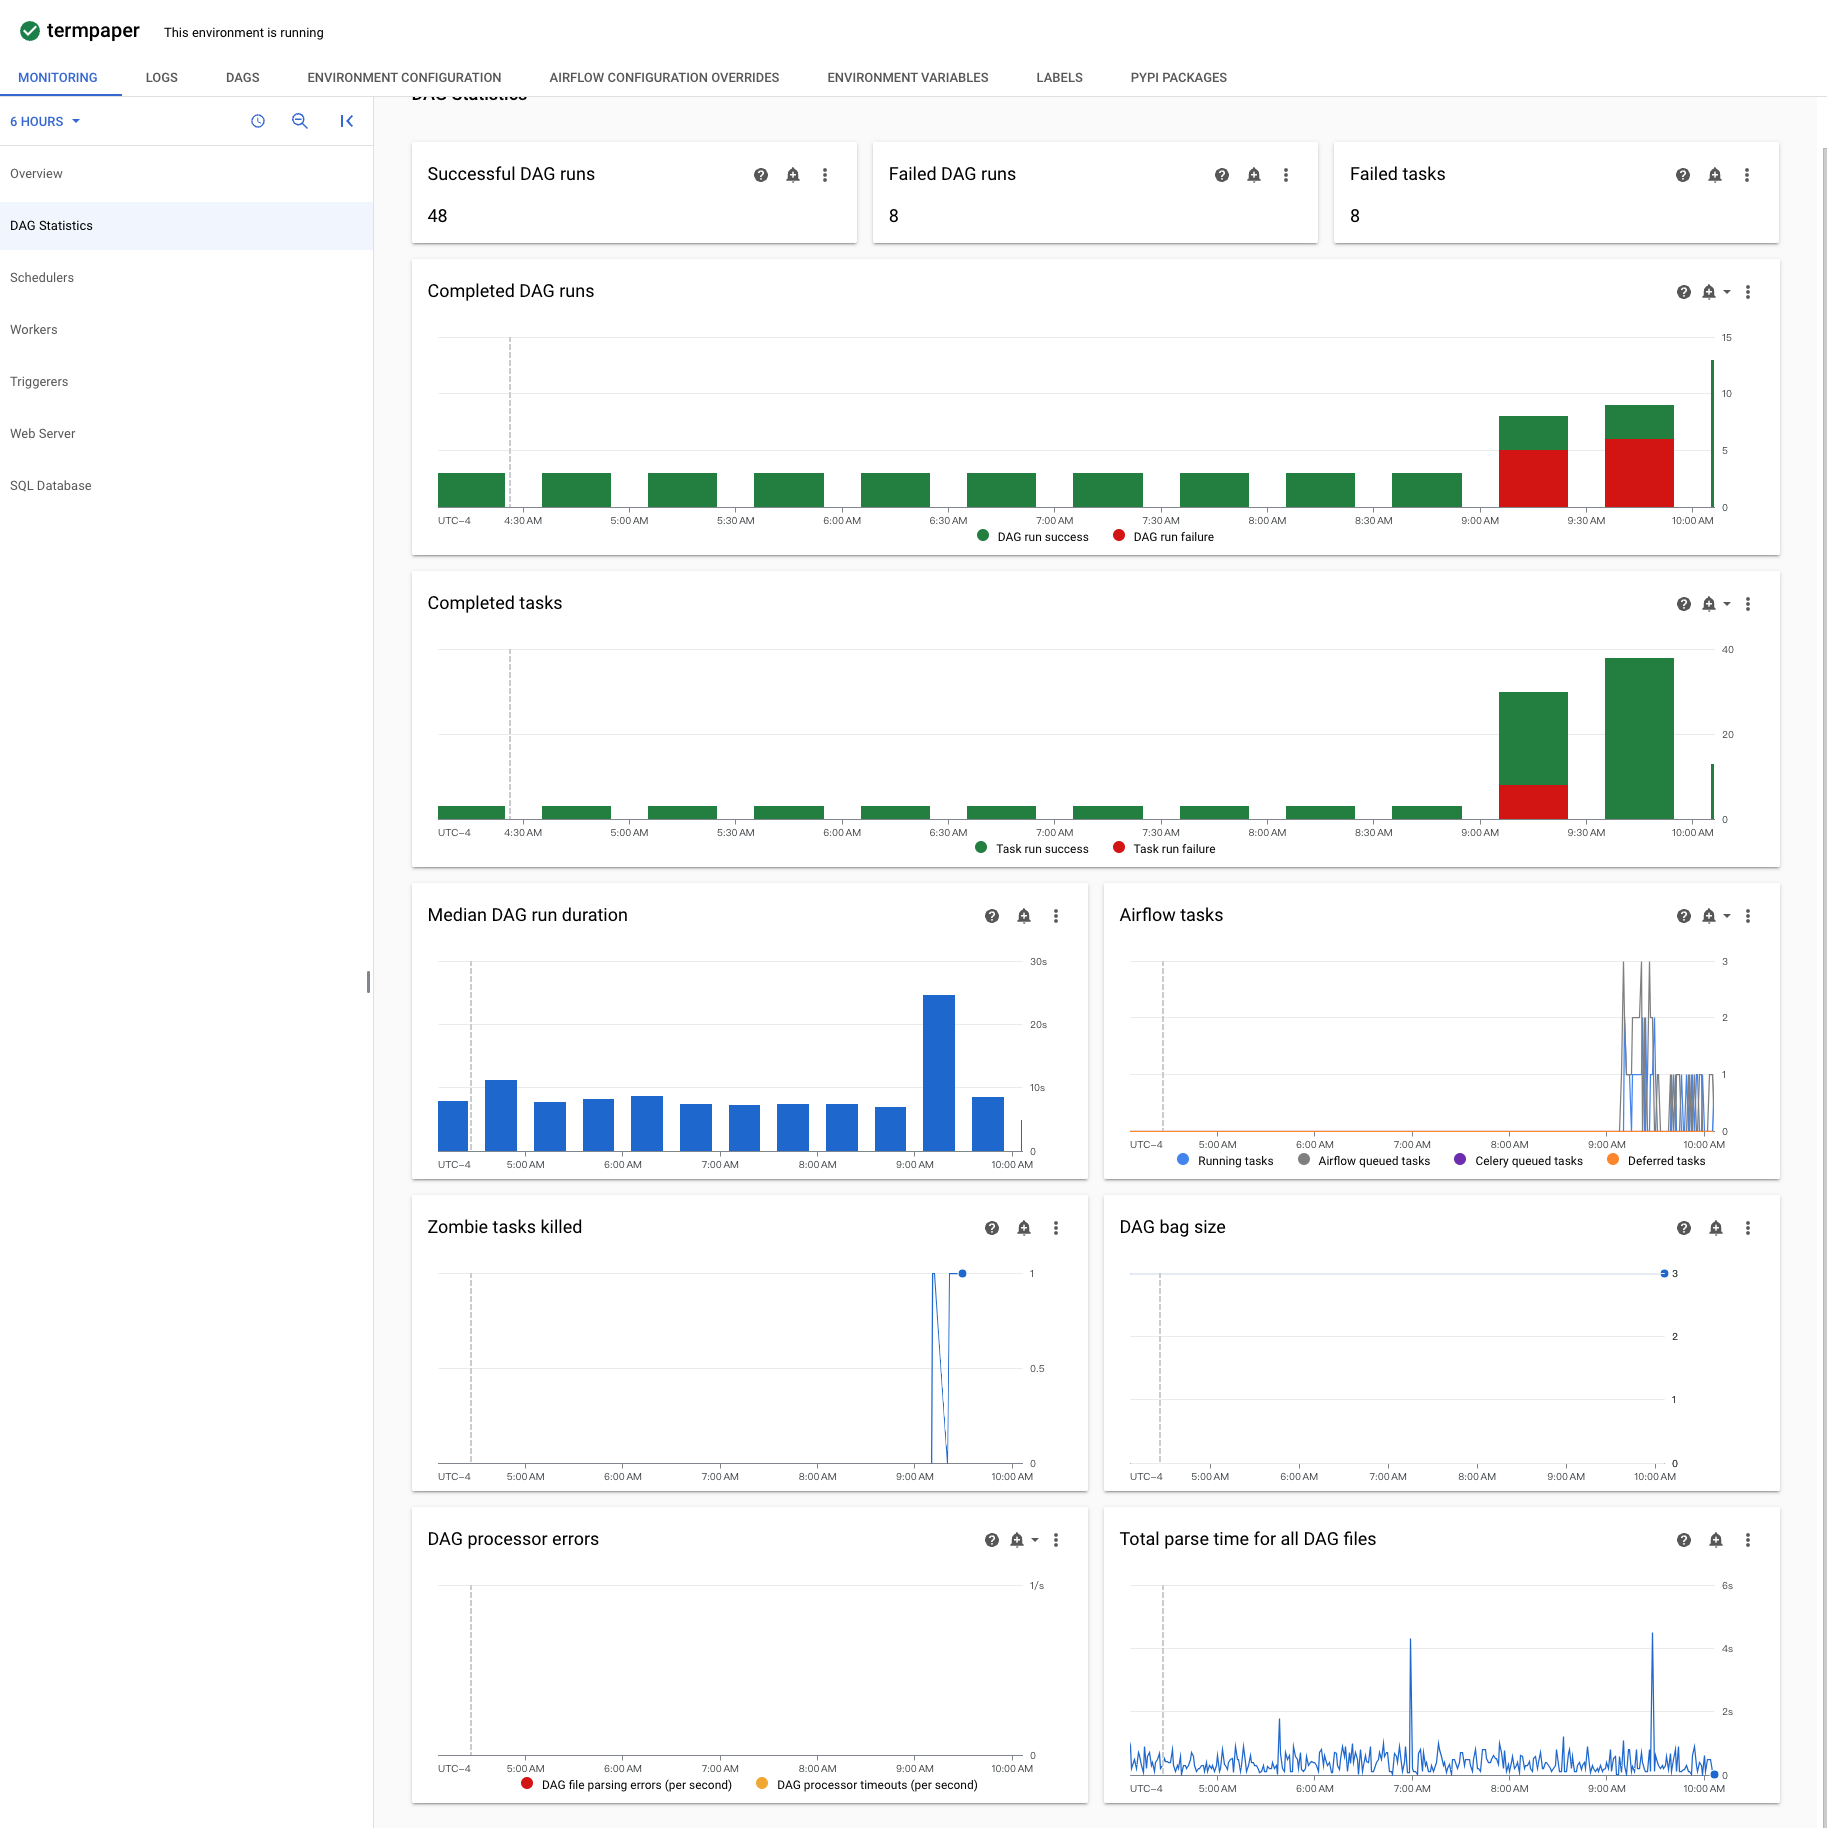 termpaper This environment is running
MONITORING LOGS DAGS ENVIRONMENT CONFIGURATION AIRFLOW CONFIGURATION OVERRIDES ENVIRONMENT VARIABLES LABELS PYPI PACKAGES
6 HOURS
Overview
DAG Statistics
Schedulers
Workers
Triggerers
Web Server
SQL Database
DAG Statistics
Successful DAG runs
48
Failed DAG runs
8
Failed tasks
8
Completed DAG runs
15
10
5
0
UTC-4 4:30 AM 5:00 AM 5:30 AM 6:00 AM 6:30 AM 7:00 AM 7:30 AM 8:00 AM 8:30 AM 9:00 AM 9:30 AM 10:00 AM
DAG run success DAG run failure
Completed tasks
40
20
0
UTC-4 4:30 AM 5:00 AM 5:30 AM 6:00 AM 6:30 AM 7:00 AM 7:30 AM 8:00 AM 8:30 AM 9:00 AM 9:30 AM 10:00 AM
Task run success Task run failure
Median DAG run duration
30s
20s
10s
0
UTC-4 5:00 AM 6:00 AM 7:00 AM 8:00 AM 9:00 AM 10:00 AM
Airflow tasks
3
2
1
0
UTC-4 5:00 AM 6:00 AM 7:00 AM 8:00 AM 9:00 AM 10:00 AM
Running tasks Airflow queued tasks Celery queued tasks Deferred tasks
Zombie tasks killed
1
0.5
0
UTC-4 5:00 AM 6:00 AM 7:00 AM 8:00 AM 9:00 AM 10:00 AM
DAG bag size
3
2
1
0
UTC-4 5:00 AM 6:00 AM 7:00 AM 8:00 AM 9:00 AM 10:00 AM
DAG processor errors
1/s
0
UTC-4 5:00 AM 6:00 AM 7:00 AM 8:00 AM 9:00 AM 10:00 AM
DAG file parsing errors (per second) DAG processor timeouts (per second)
Total parse time for all DAG files
6s
4s
2s
0
UTC-4 5:00 AM 6:00 AM 7:00 AM 8:00 AM 9:00 AM 10:00 AM